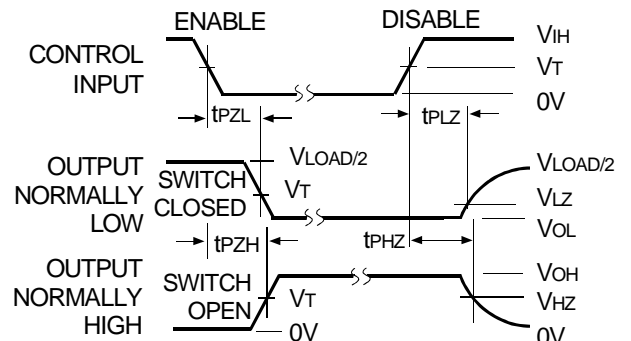 ENABLE
DISABLE
CONTROL
INPUT
VIH
VT
0V
tPZL
tPLZ
OUTPUT
NORMALLY
LOW
SWITCH
CLOSED
VLOAD/2
VT
VLOAD/2
VLZ
VOL
tPZH
tPHZ
OUTPUT
NORMALLY
HIGH
SWITCH
OPEN
VT
0V
VOH
VHZ
0V